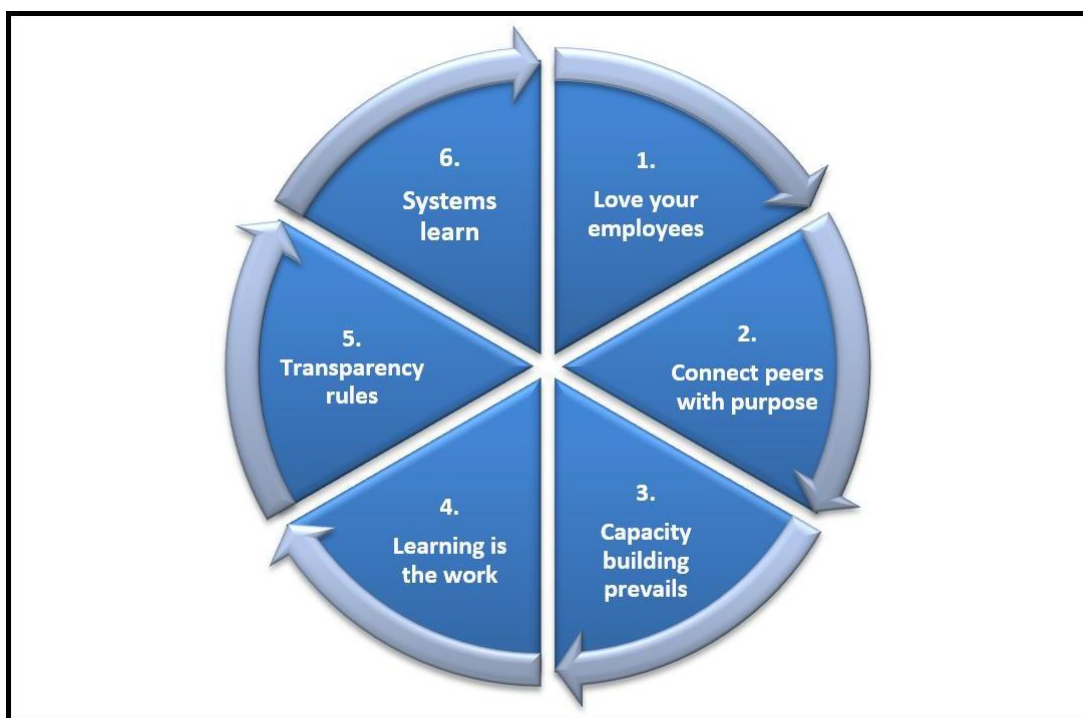 1.
Love your
employees
2.
Connect peers
with purpose
3.
Capacity
building
prevails
4.
Learning is
the work
5.
Transparency
rules
6.
Systems
learn